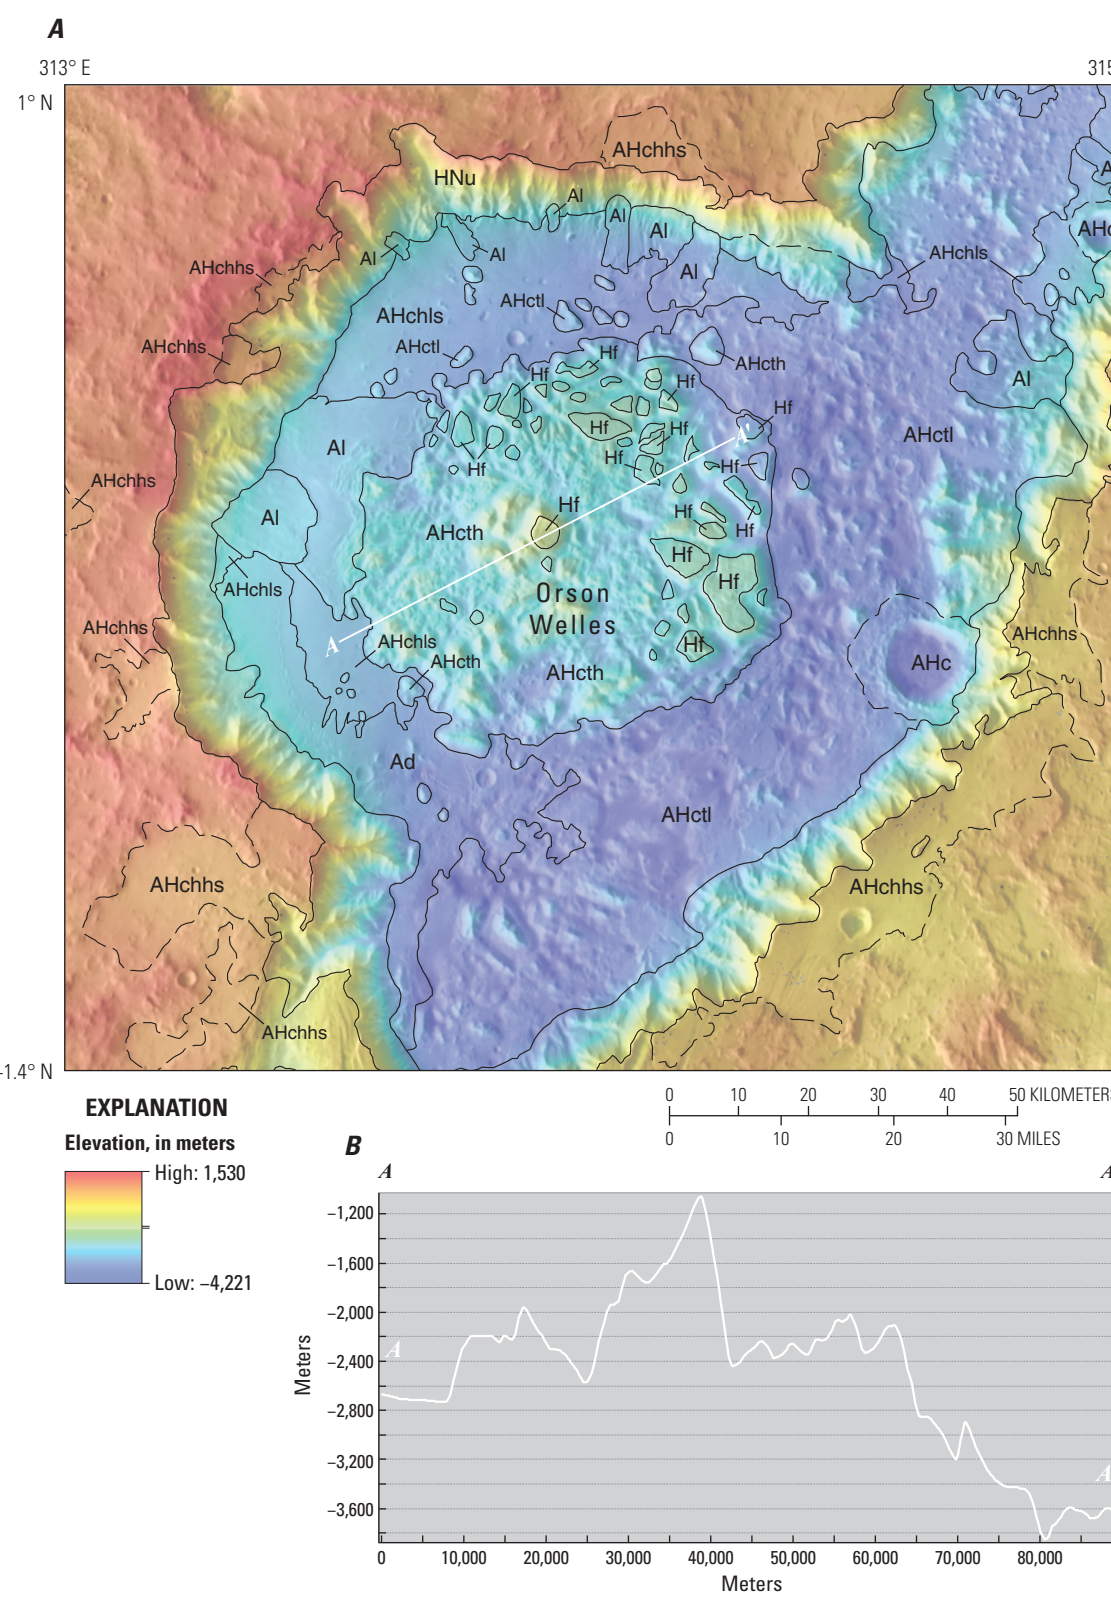 A
313° E
315
1° N
AHchhs
HNu
Al
Al
Al
A
AHc
Al
Al
Al
AHchls
AHchhs
AHctl
AHchls
AHchhs
AHctl
Hf
AHcth
Hf
Hf
Al
Hf
Hf
Hf
AHctl
Al
Hf
Hf
A'
Hf
AHchhs
Hf
Al
Hf
Hf
AHcth
Hf
Hf
AHchls
Orson
Welles
AHchhs
AHchhs
A
AHchls
Hf
AHcth
AHcth
AHc
Ad
AHctl
AHchhs
AHchhs
AHchhs
-1.4° N
0 10 20 30 40 50 KILOMETERS
0 10 20 30 MILES
EXPLANATION
Elevation, in meters
High: 1,530
Low: −4,221
B
A
A
−1,200
−1,600
−2,000
−2,400
−2,800
−3,200
−3,600
Meters
A
A
0 10,000 20,000 30,000 40,000 50,000 60,000 70,000 80,000
Meters